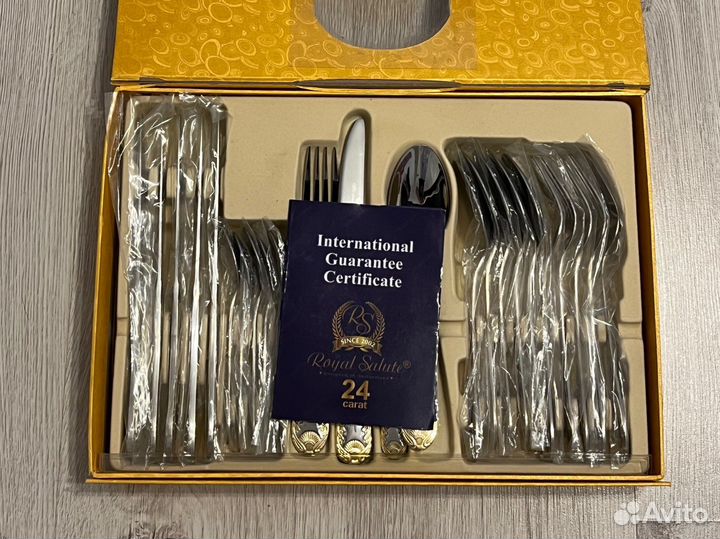 International
Guarantee
Certificate
RS
SINCE 2002
Royal Salute®
24
carat
Avito